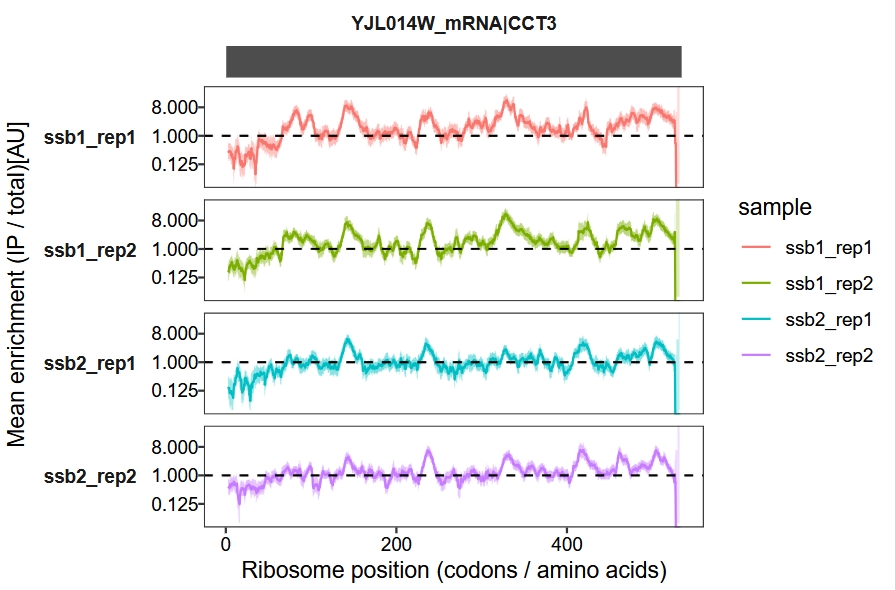 YJL014W_mRNA|CCT3
Mean enrichment (IP / total)[AU]
ssb1_rep1
8.000
1.000
0.125
ssb1_rep2
8.000
1.000
0.125
ssb2_rep1
8.000
1.000
0.125
ssb2_rep2
8.000
1.000
0.125
0 200 400
Ribosome position (codons / amino acids)
sample
ssb1_rep1
ssb1_rep2
ssb2_rep1
ssb2_rep2